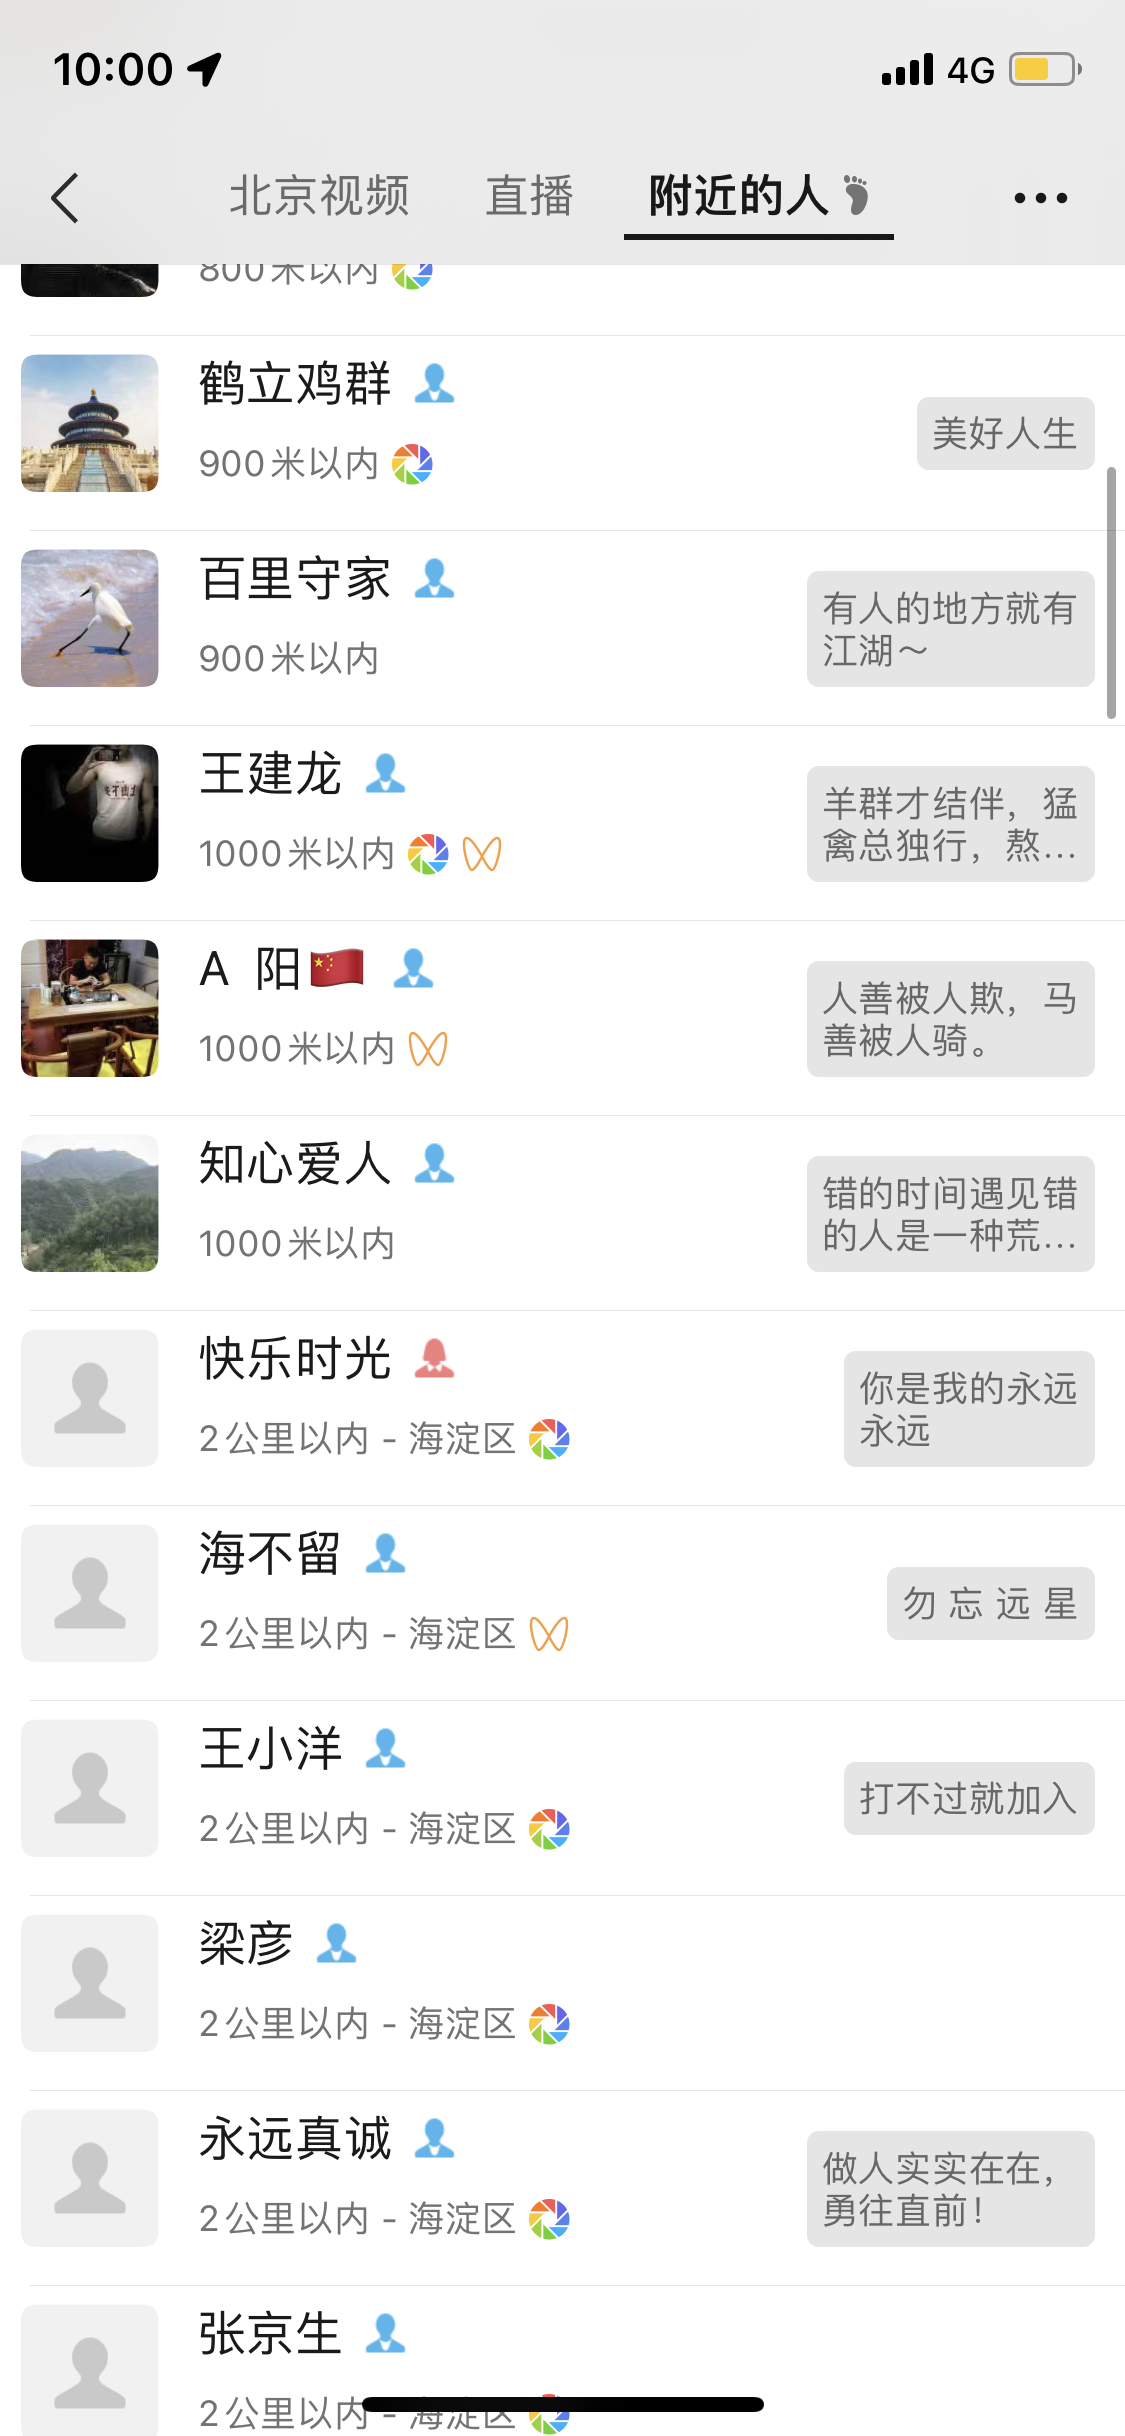 10:00
4G
北京视频
直播
附近的人
800米以内
鹤立鸡群
900米以内
美好人生
百里守家
900米以内
有人的地方就有
江湖～
王建龙
1000米以内
羊群才结伴，猛
禽总独行，熬...
A 阳🇨🇳
1000米以内
人善被人欺，马
善被人骑。
知心爱人
1000米以内
错的时间遇见错
的人是一种荒...
快乐时光
2公里以内 - 海淀区
你是我的永远
永远
海不留
2公里以内 - 海淀区
勿 忘 远 星
王小洋
2公里以内 - 海淀区
打不过就加入
梁彦
2公里以内 - 海淀区
永远真诚
2公里以内 - 海淀区
做人实实在在，
勇往直前！
张京生
2公里以内 - 海淀区